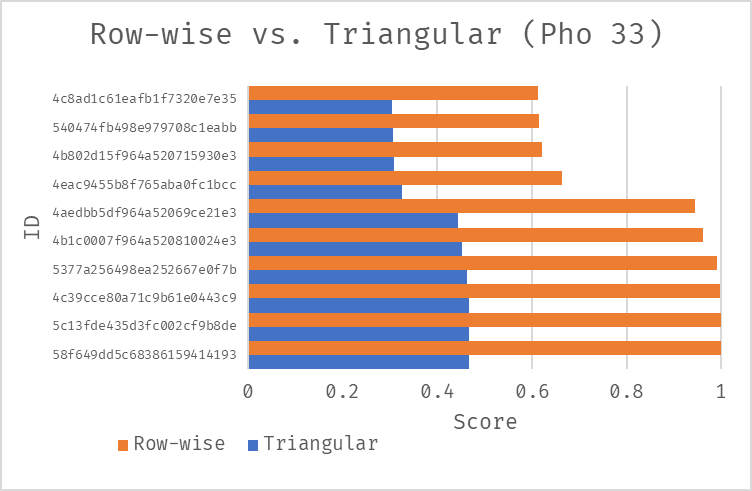 Row-wise vs. Triangular (Pho 33)
4c8ad1c61eafb1f7320e7e35
540474fb498e979708c1eabb
4b802d15f964a520715930e3
4eac9455b8f765aba0fc1bcc
4aedbb5df964a52069ce21e3
4b1c0007f964a520810024e3
5377a256498ea252667e0f7b
4c39cce80a71c9b61e0443c9
5c13fde435d3fc002cf9b8de
58f649dd5c68386159414193
ID
0 0.2 0.4 0.6 0.8 1
Score
Row-wise Triangular